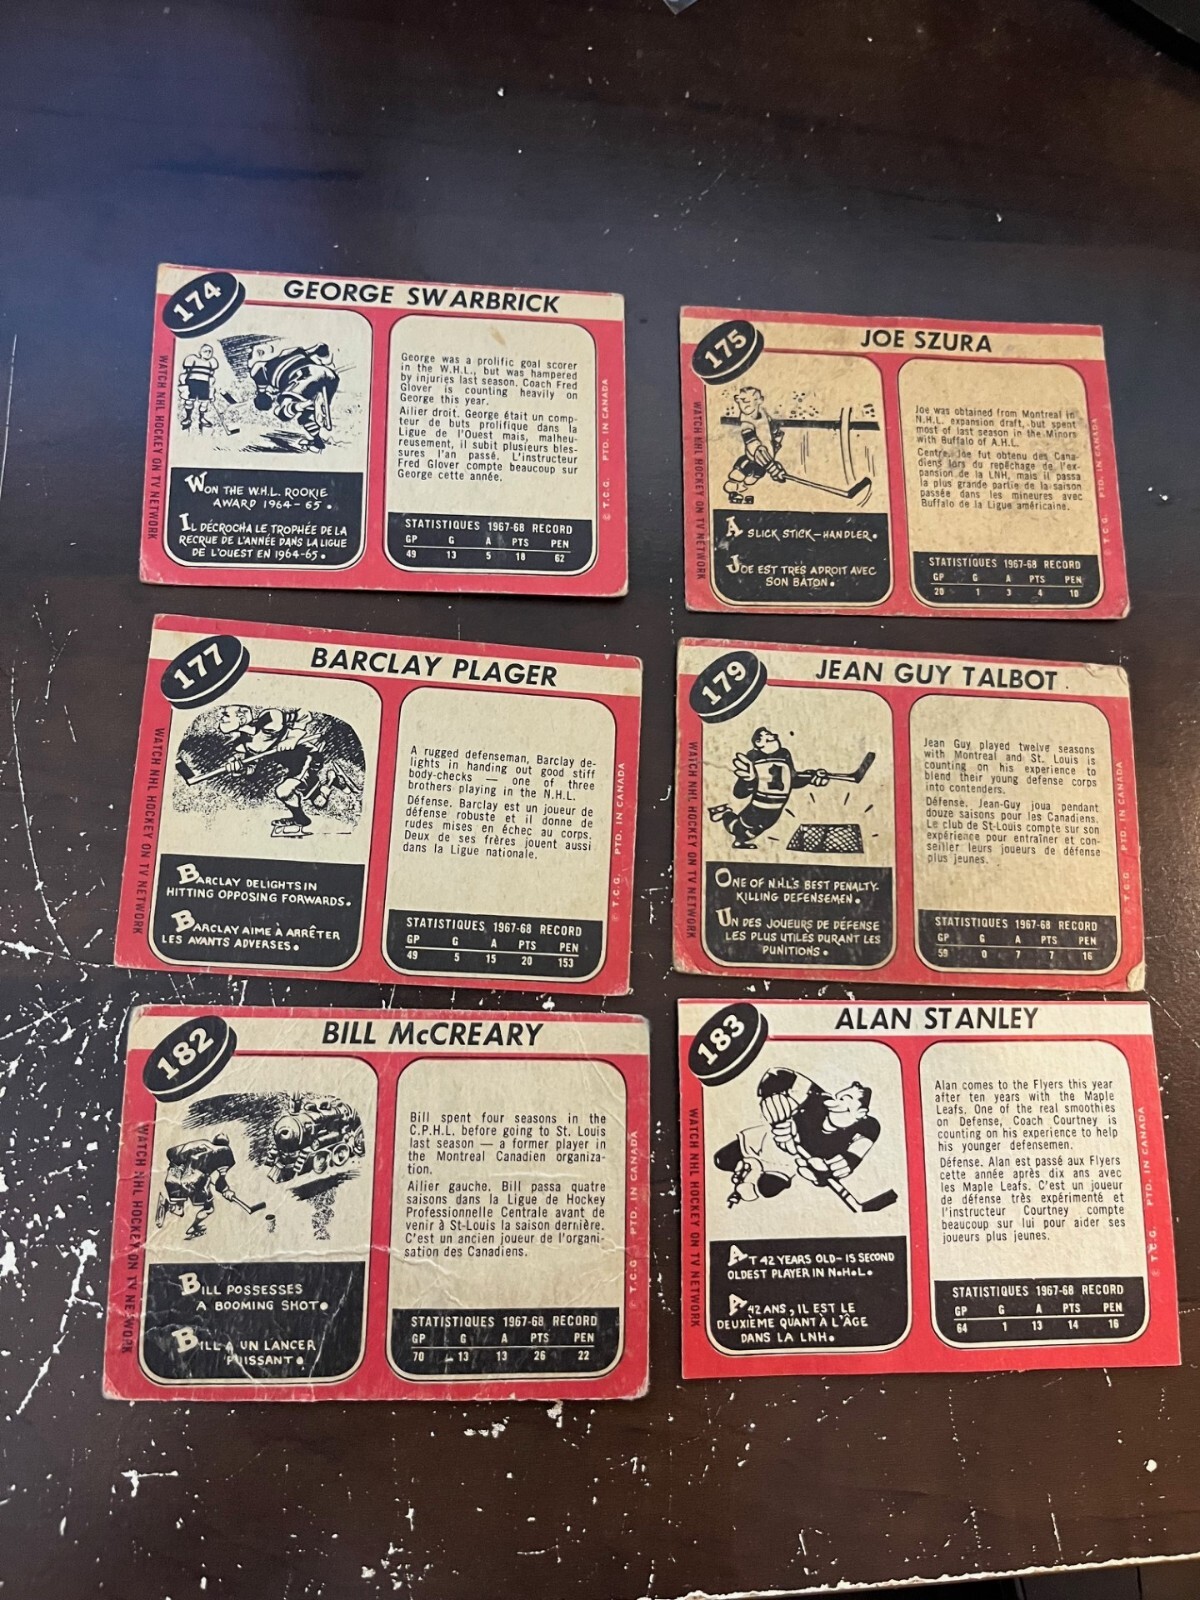 174
GEORGE SWARBRICK
WATCH NHL HOCKEY ON TV NETWORK
WON THE W.H.L. ROOKIE
AWARD 1964-65.
IL DÉCROCHA LE TROPHÉE DE LA
RECRUE DE L'ANNÉE DANS LA LIGUE
DE L'OUEST EN 1964-65.
George was a prolific goal scorer
in the W.H.L., but was hampered
by injuries last season. Coach Fred
Glover is counting heavily on
George this year.
Ailier droit. George était un comp-
teur de buts prolifique dans la
Ligue de l'Ouest mais, malheu-
reusement, il subit plusieurs bles-
sures l'an passé. L'instructeur
Fred Glover compte beaucoup sur
George cette année.
STATISTIQUES 1967-68 RECORD
GP G A PTS PEN
49 13 5 18 62
© T.C.G. PTD. IN CANADA
175
JOE SZURA
WATCH NHL HOCKEY ON TV NETWORK
A SLICK STICK-HANDLER.
JOE EST TRÈS ADROIT AVEC
SON BATON.
Joe was obtained from Montreal in
N.H.L. expansion draft, but spent
most of last season in the Minors
with Buffalo of A.H.L.
Centre. Joe fut obtenu des Cana-
diens lors du repêchage de l'ex-
pansion de la LNH, mais il passa
la plus grande partie de la saison
passée dans les mineures avec
Buffalo de la Ligue américaine.
STATISTIQUES 1967-68 RECORD
GP G A PTS PEN
20 1 3 4 10
© T.C.G. PTD. IN CANADA
177
BARCLAY PLAGER
WATCH NHL HOCKEY ON TV NETWORK
BARCLAY DELIGHTS IN
HITTING OPPOSING FORWARDS.
BARCLAY AIME À ARRÊTER
LES AVANTS ADVERSES.
A rugged defenseman, Barclay de-
lights in handing out good stiff
body-checks — one of three
brothers playing in the N.H.L.
Défense. Barclay est un joueur de
défense robuste et il donne de
rudes mises en échec au corps.
Deux de ses frères jouent aussi
dans la Ligue nationale.
STATISTIQUES 1967-68 RECORD
GP G A PTS PEN
49 5 15 20 153
© T.C.G. PTD. IN CANADA
179
JEAN GUY TALBOT
WATCH NHL HOCKEY ON TV NETWORK
1
ONE OF N.H.L'S BEST PENALTY-
KILLING DEFENSEMEN.
UN DES JOUEURS DE DÉFENSE
LES PLUS UTILES DURANT LES
PUNITIONS.
Jean Guy played twelve seasons
with Montreal and St. Louis is
counting on his experience to
blend their young defense corps
into contenders.
Défense. Jean-Guy joua pendant
douze saisons pour les Canadiens.
Le club de St-Louis compte sur son
expérience pour entraîner et con-
seiller leurs joueurs de défense
plus jeunes.
STATISTIQUES 1967-68 RECORD
GP G A PTS PEN
59 0 7 7 16
© T.C.G. PTD. IN CANADA
182
BILL McCREARY
WATCH NHL HOCKEY ON TV NETWORK
BILL POSSESSES
A BOOMING SHOT.
BILL A UN LANCER
PUISSANT.
Bill spent four seasons in the
C.P.H.L. before going to St. Louis
last season — a former player in
the Montreal Canadien organiza-
tion.
Ailier gauche. Bill passa quatre
saisons dans la Ligue de Hockey
Professionnelle Centrale avant de
venir à St-Louis la saison dernière.
C'est un ancien joueur de l'organi-
sation des Canadiens.
STATISTIQUES 1967-68 RECORD
GP G A PTS PEN
70 13 13 26 22
© T.C.G. PTD. IN CANADA
183
ALAN STANLEY
WATCH NHL HOCKEY ON TV NETWORK
AT 42 YEARS OLD-IS SECOND
OLDEST PLAYER IN N.H.L.
A 42 ANS, IL EST LE
DEUXIEME QUANT À L'ÂGE
DANS LA LNH.
Alan comes to the Flyers this year
after ten years with the Maple
Leafs. One of the real smoothies
on Defense, Coach Courtney is
counting on his experience to help
his younger defensemen.
Défense. Alan est passé aux Flyers
cette année après dix ans avec
les Maple Leafs. C'est un joueur
de défense très expérimenté et
l'instructeur Courtney compte
beaucoup sur lui pour aider ses
joueurs plus jeunes.
STATISTIQUES 1967-68 RECORD
GP G A PTS PEN
64 1 13 14 16
© T.C.G. PTD. IN CANADA